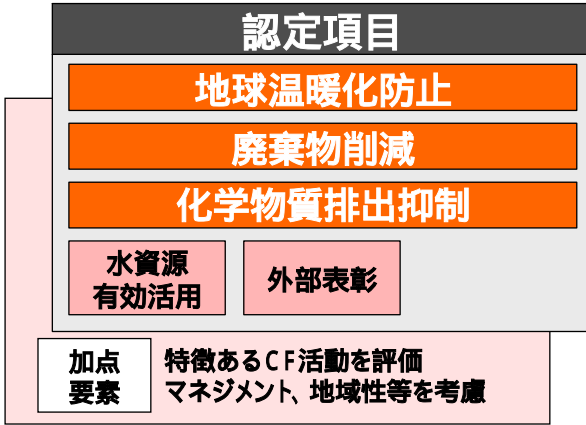 認定項目
地球温暖化防止
廃棄物削減
化学物質排出抑制
水資源
有効活用
外部表彰
加点
要素
特徴あるCF活動を評価
マネジメント、地域性等を考慮